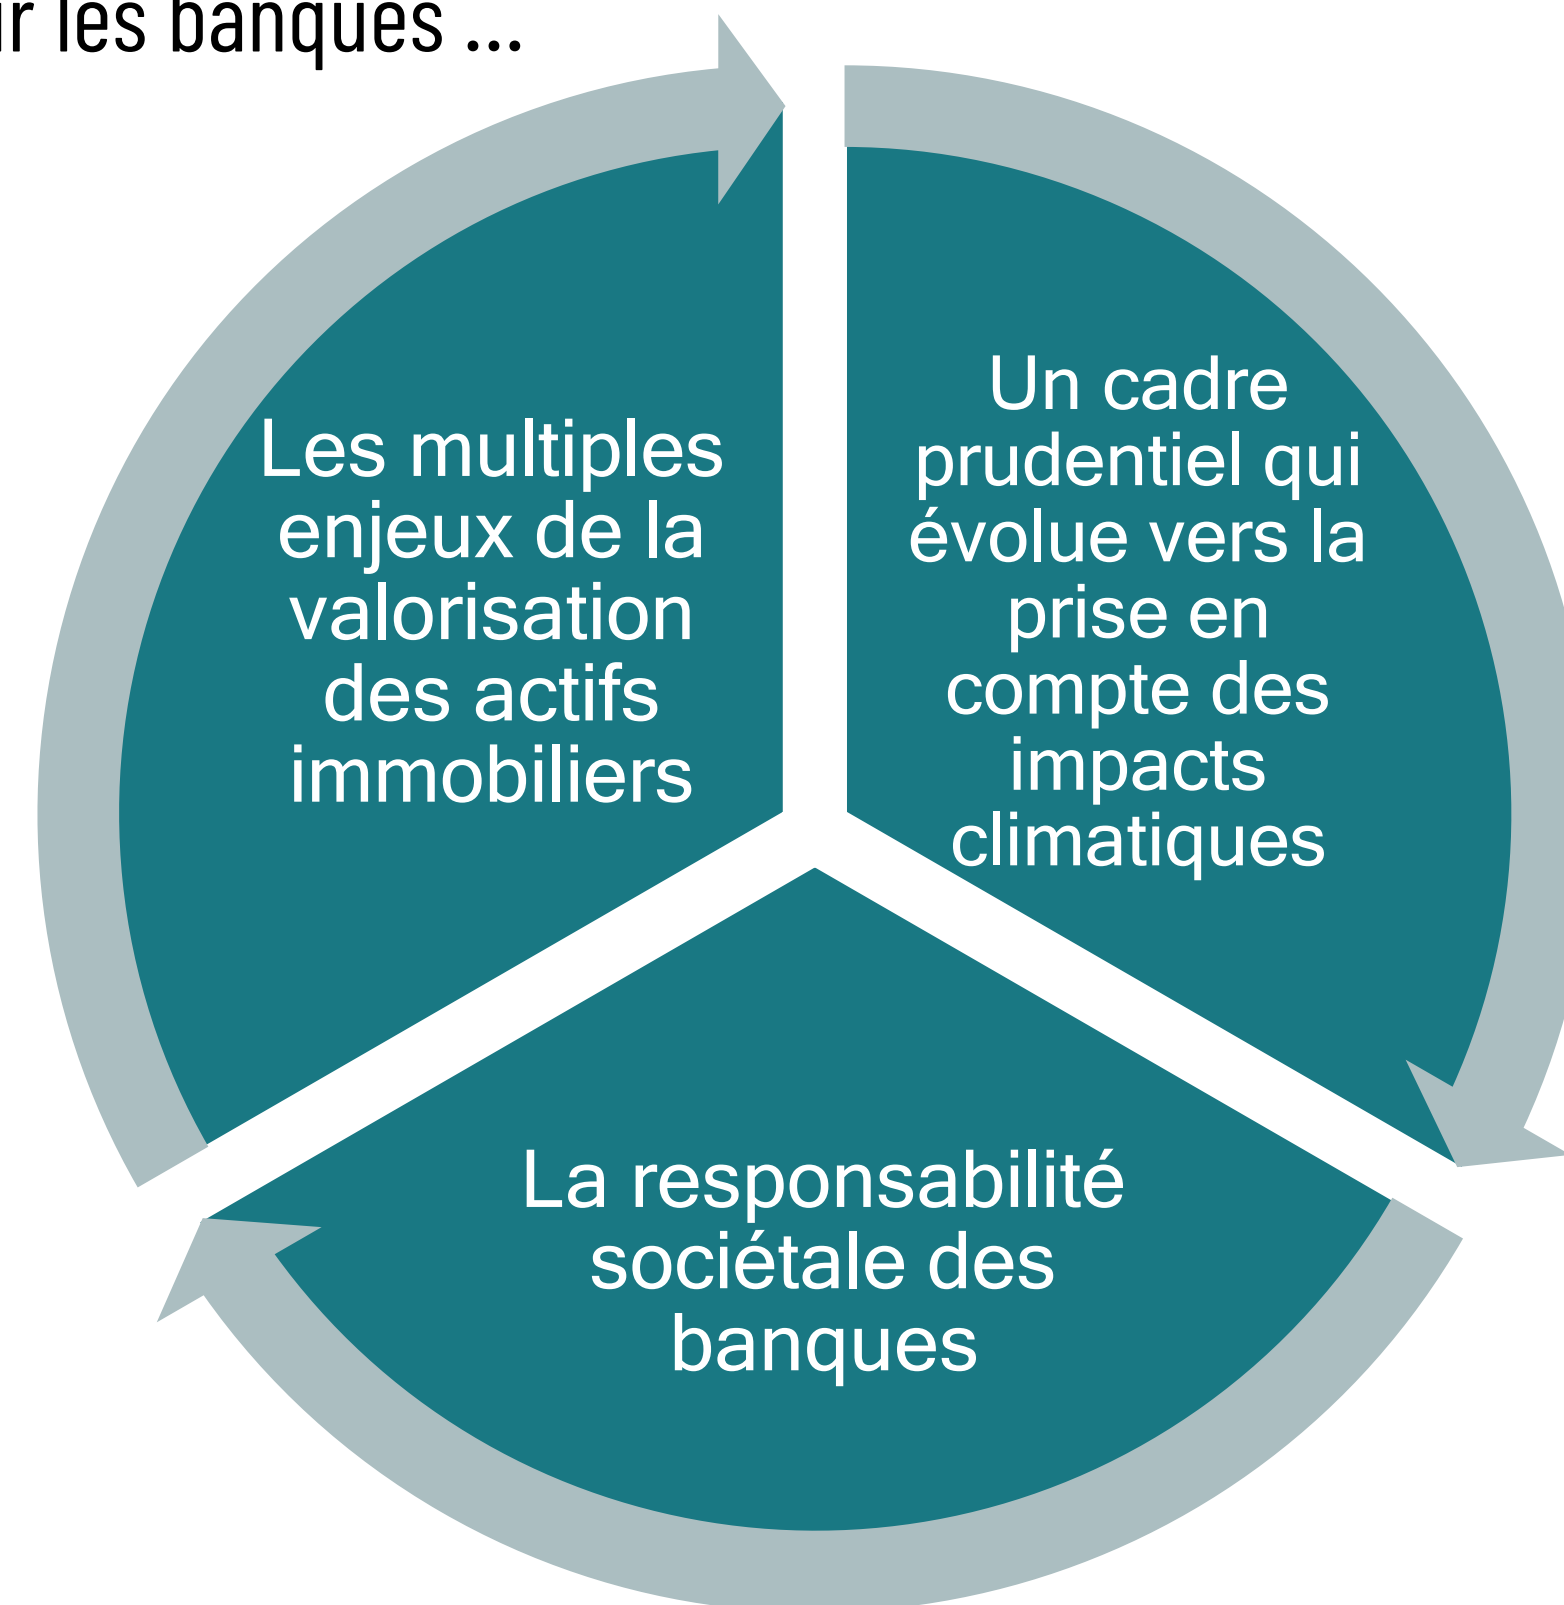 les banques ...
Les multiples
enjeux de la
valorisation
des actifs
immobiliers
Un cadre
prudentiel qui
évolue vers la
prise en
compte des
impacts
climatiques
La responsabilité
sociétale des
banques